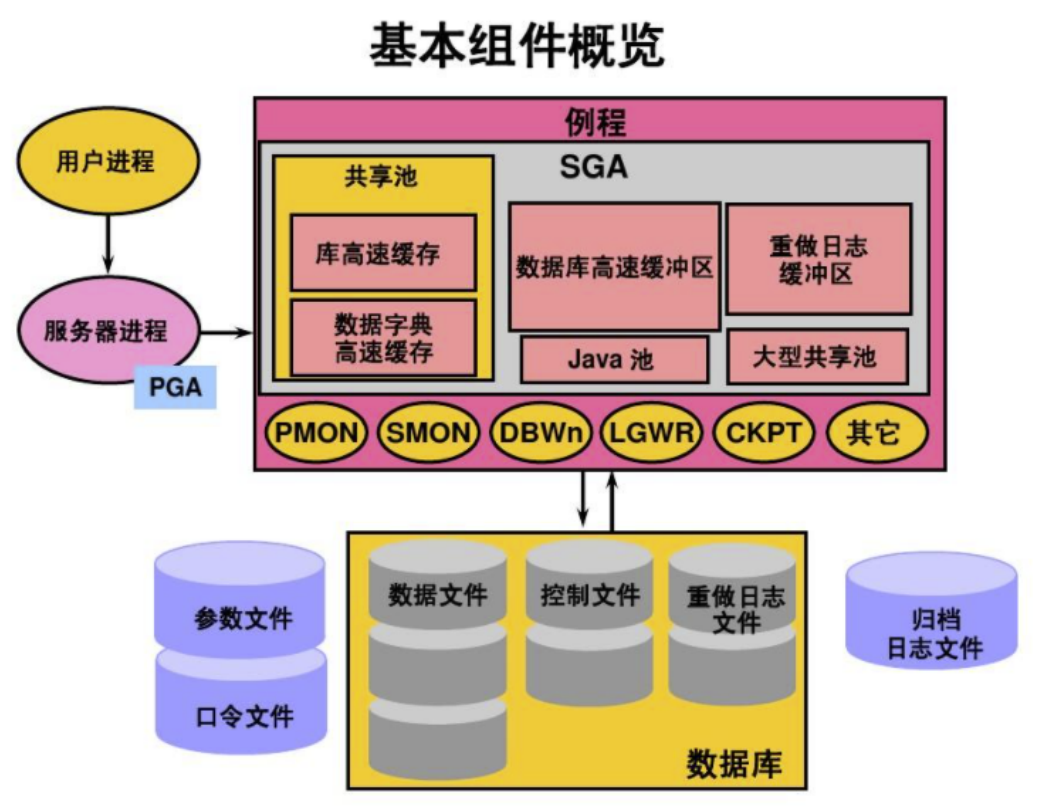 基本组件概览
例程
用户进程
SGA
共享池
库高速缓存
数据库高速缓冲区
重做日志
缓冲区
服务器进程
数据字典
高速缓存
Java 池
大型共享池
PGA
PMON
SMON
DBWn
LGWR
CKPT
其它
数据文件
控制文件
重做日志
文件
参数文件
归档
日志文件
口令文件
数据库